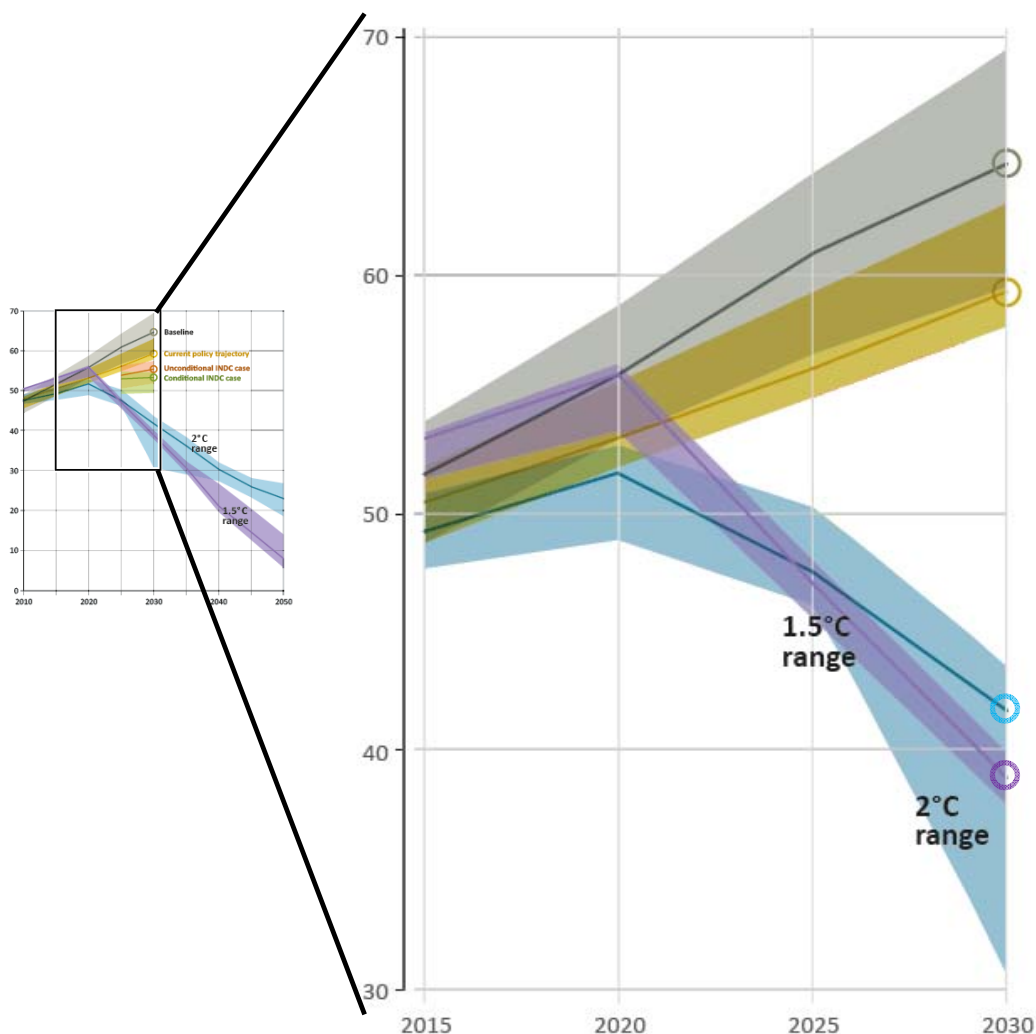 70
60
50
40
30
20
10
0
2010
2020
2030
2040
2050
Baseline
Current policy trajectory
Unconditional INDC case
Conditional INDC case
2°C
range
1.5°C
range
70
60
50
40
30
2015
2020
2025
2030
1.5°C
range
2°C
range